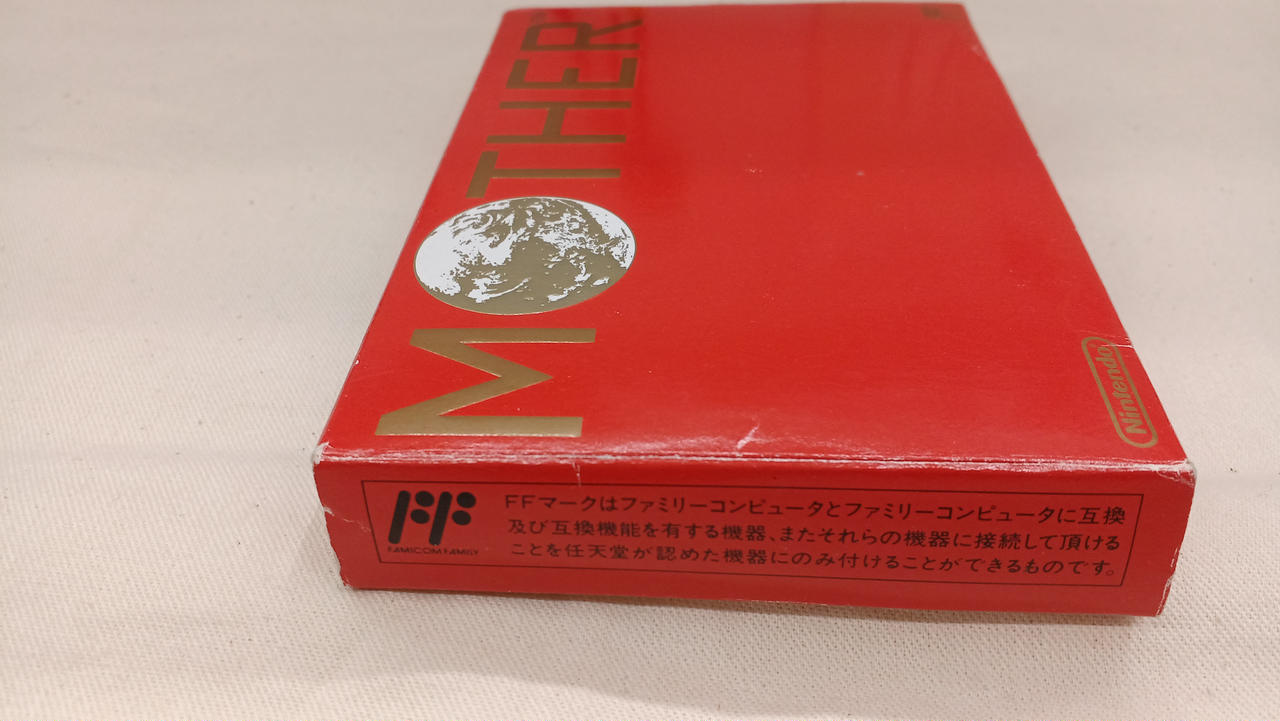 MOTHER
Nintendo
FAMICOM FAMILY
FFマークはファミリーコンピュータとファミリーコンピュータに互換
及び互換機能を有する機器、またそれらの機器に接続して頂ける
ことを任天堂が認めた機器にのみ付けることができるものです。